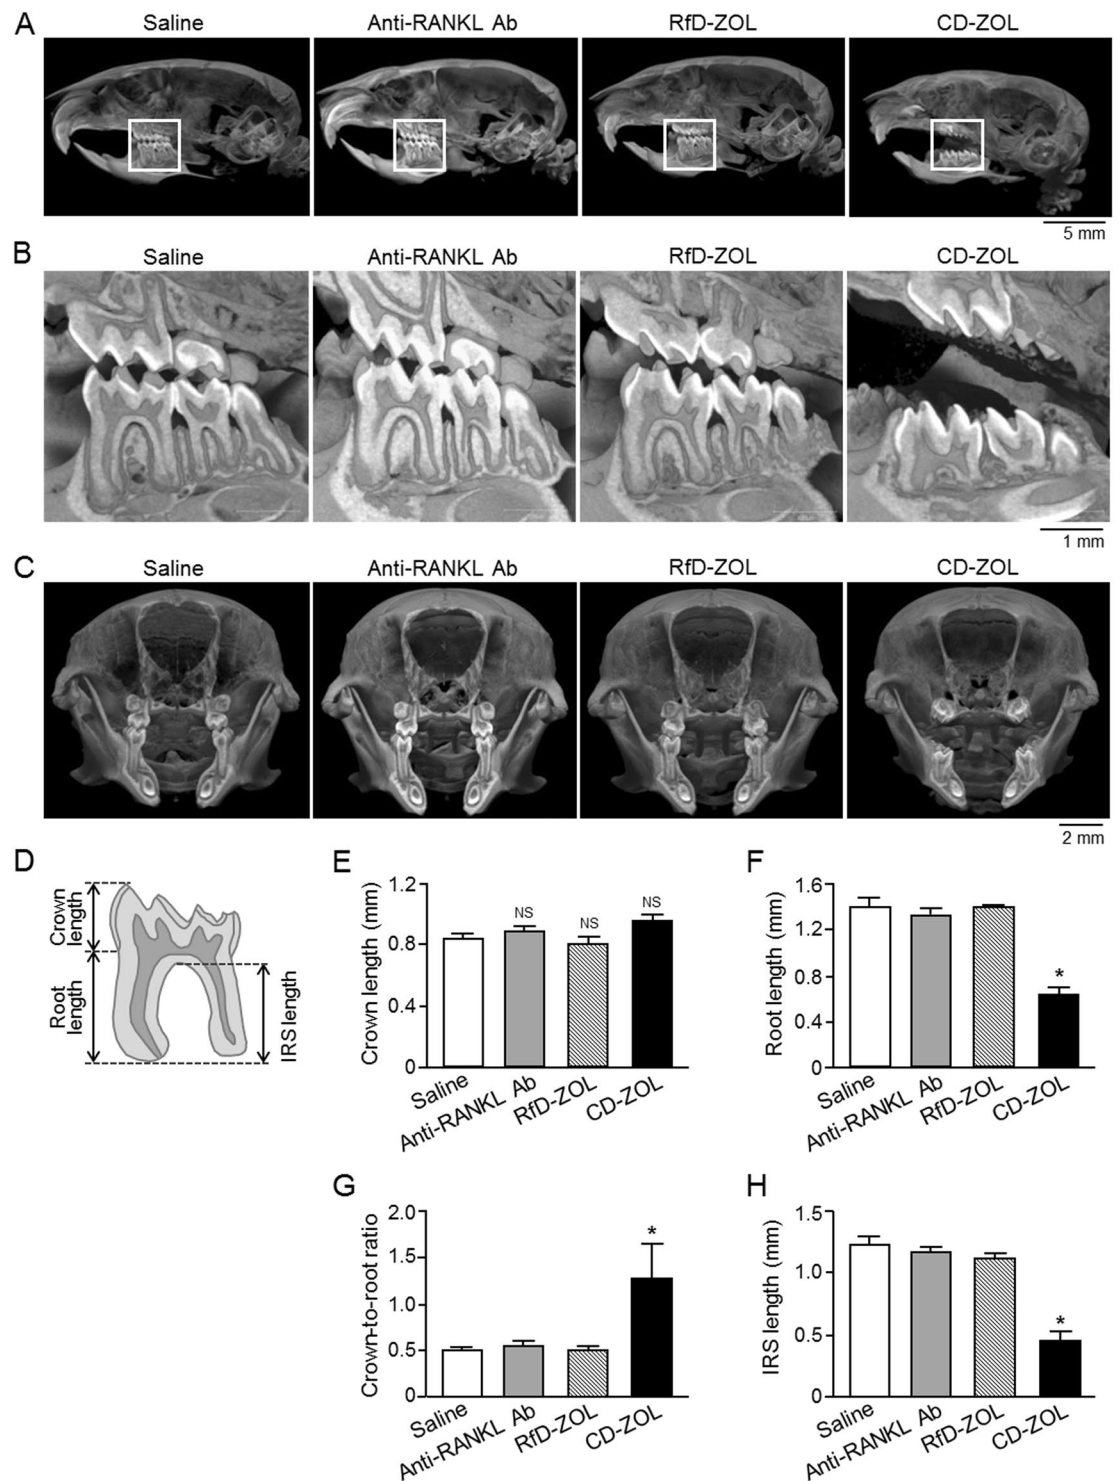 A
Saline
Anti-RANKL Ab
RfD-ZOL
CD-ZOL
5 mm
B
Saline
Anti-RANKL Ab
RfD-ZOL
CD-ZOL
1 mm
C
Saline
Anti-RANKL Ab
RfD-ZOL
CD-ZOL
2 mm
D
Crown
length
Root
length
IRS length
E
Crown length (mm)
1.2
0.8
0.4
0
NS
NS
NS
Saline
Anti-RANKL Ab
RfD-ZOL
CD-ZOL
F
Root length (mm)
1.6
1.2
0.8
0.4
0
*
Saline
Anti-RANKL Ab
RfD-ZOL
CD-ZOL
G
Crown-to-root ratio
2.0
1.5
1.0
0.5
0
*
Saline
Anti-RANKL Ab
RfD-ZOL
CD-ZOL
H
IRS length (mm)
1.5
1.0
0.5
0
*
Saline
Anti-RANKL Ab
RfD-ZOL
CD-ZOL